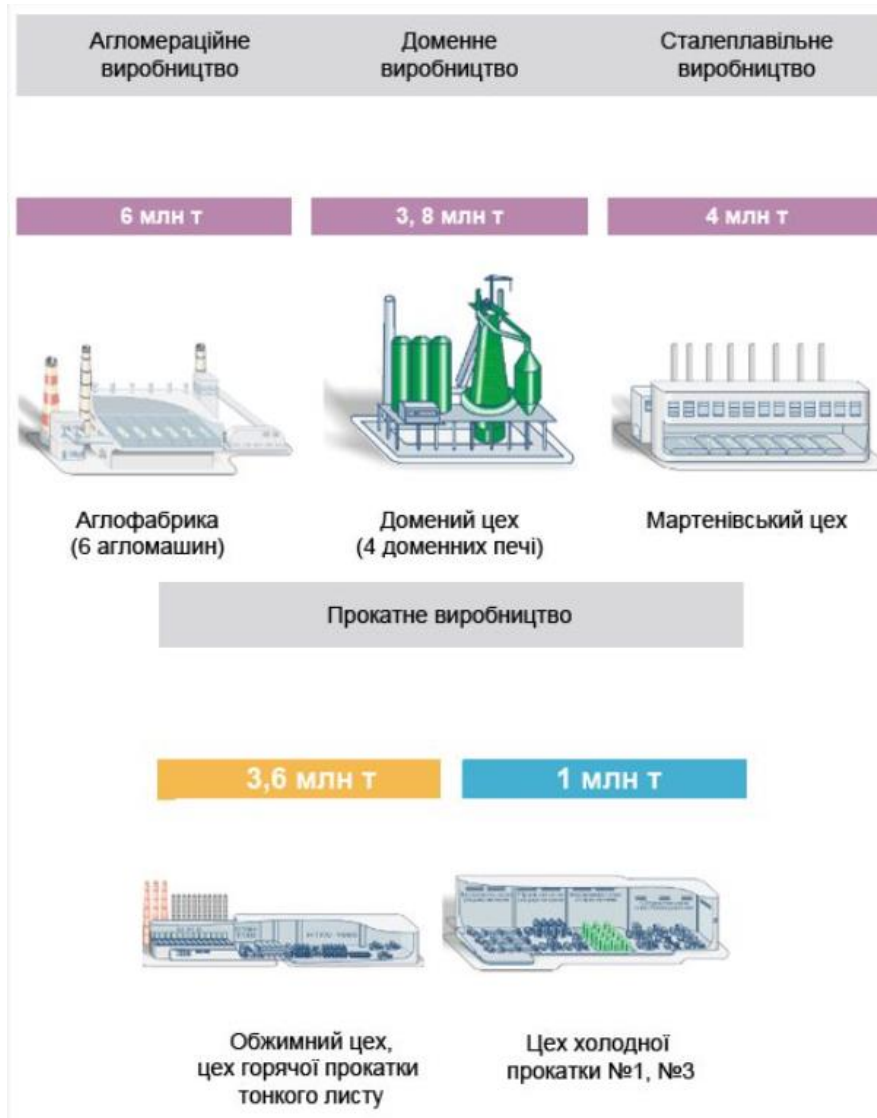 Агломераційне
виробництво
Доменне
виробництво
Сталеплавільне
виробництво
6 млн т
3, 8 млн т
4 млн т
Аглофабрика
(6 агломашин)
Домений цех
(4 доменних печі)
Мартенівський цех
Прокатне виробництво
3,6 млн т
1 млн т
Обжимний цех,
цех горячої прокатки
тонкого листу
Цех холодної
прокатки №1, №3